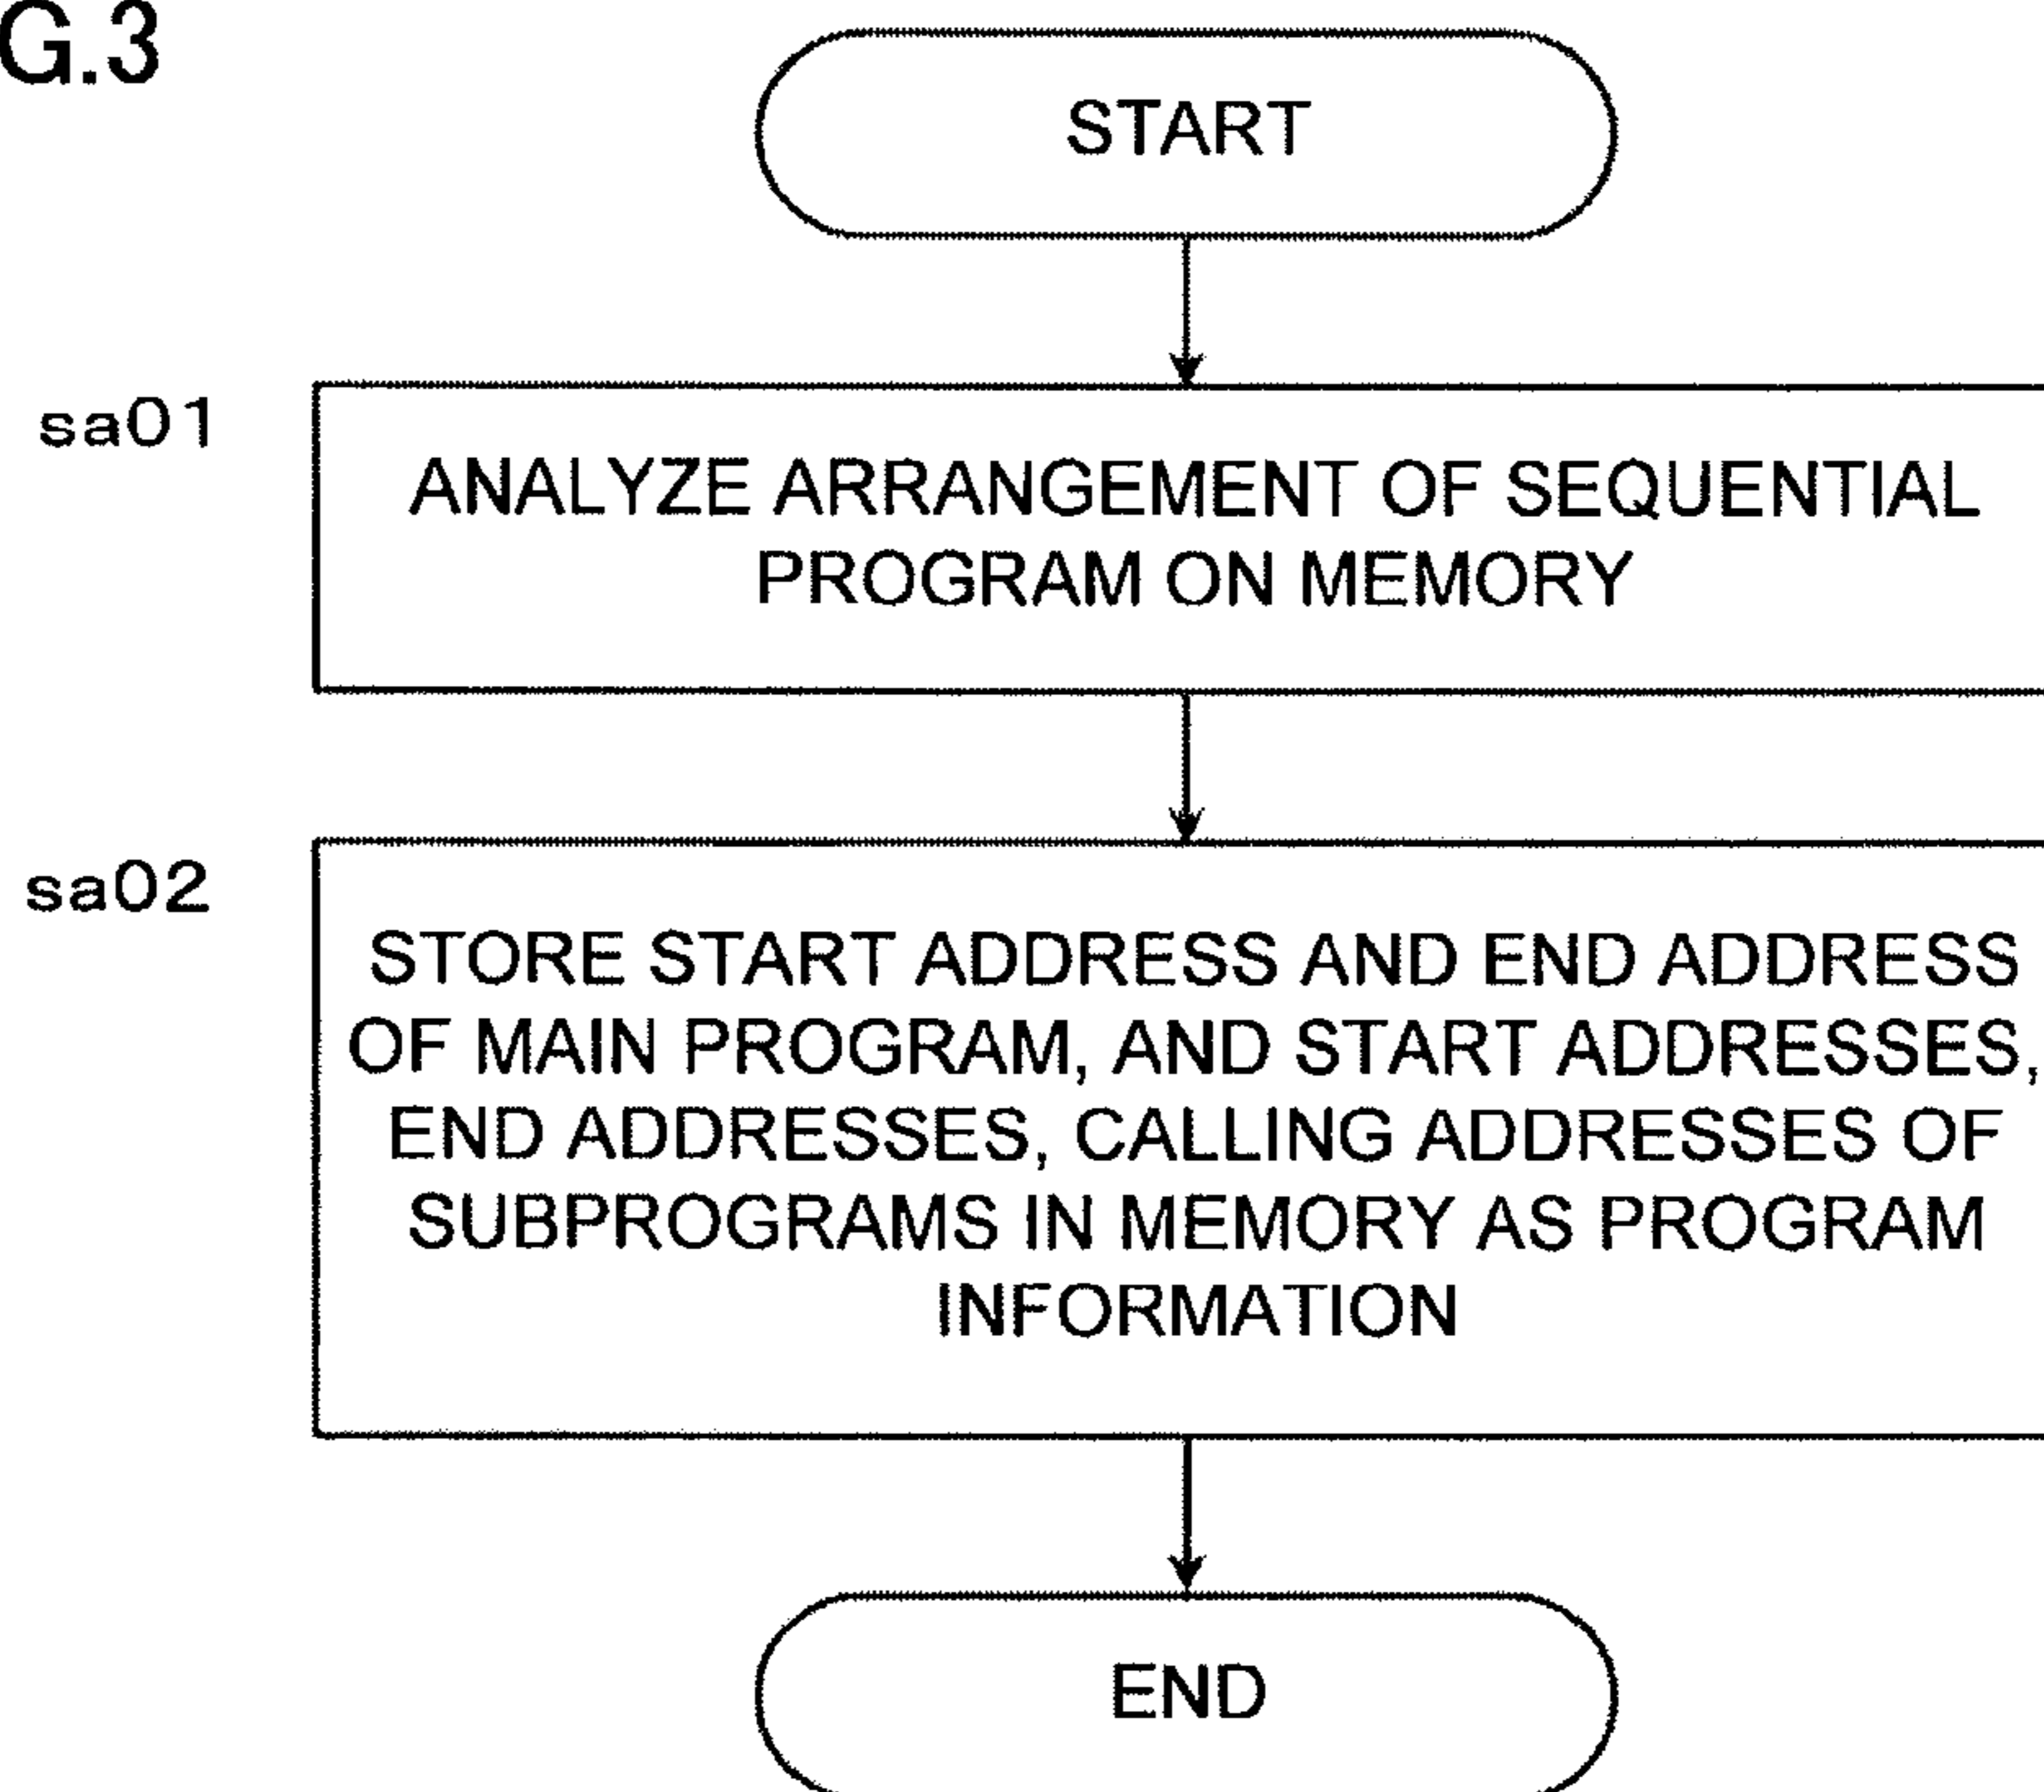 G.3
START
sa01
ANALYZE ARRANGEMENT OF SEQUENTIAL
PROGRAM ON MEMORY
sa02
STORE START ADDRESS AND END ADDRESS
OF MAIN PROGRAM, AND START ADDRESSES,
END ADDRESSES, CALLING ADDRESSES OF
SUBPROGRAMS IN MEMORY AS PROGRAM
INFORMATION
END